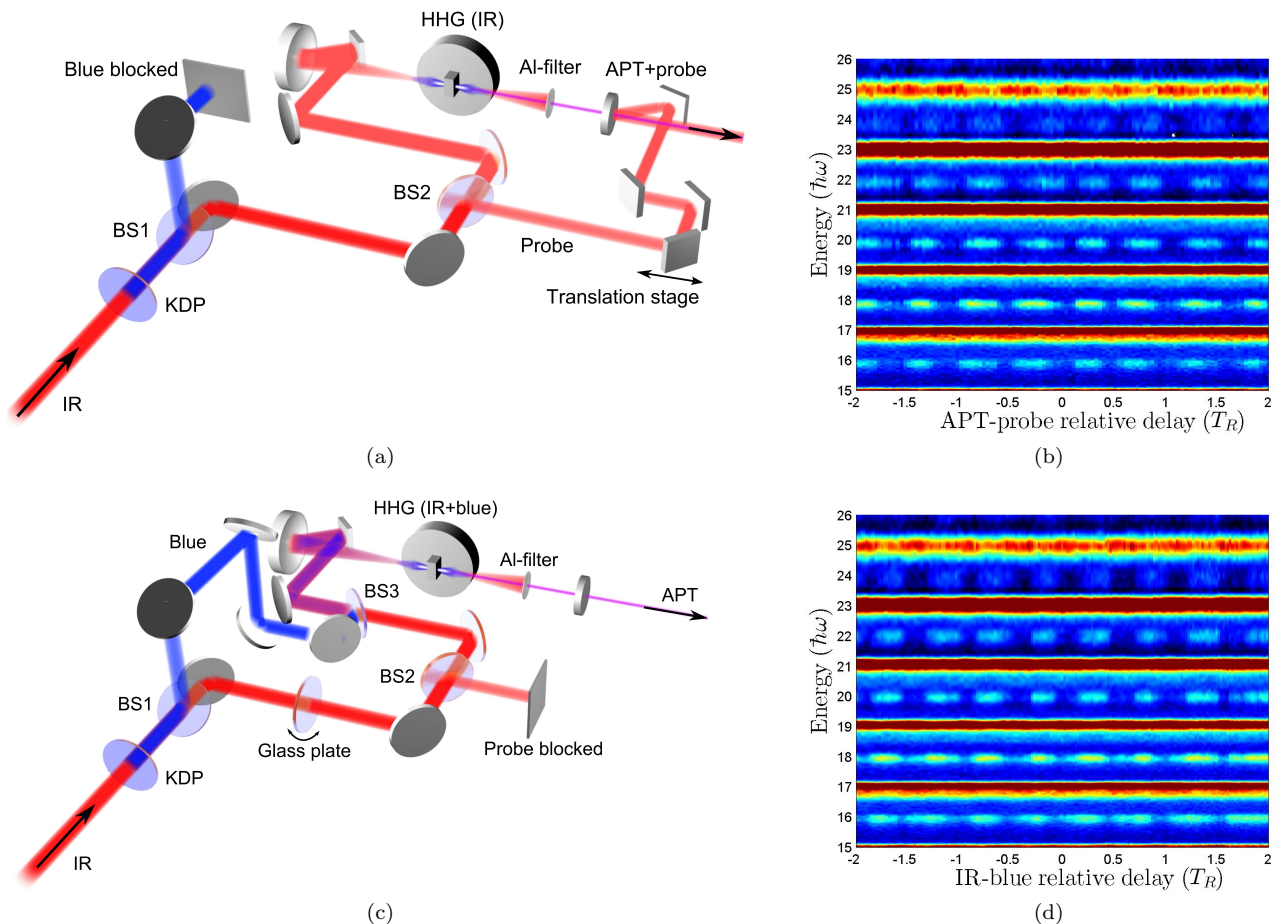 HHG (IR)
Blue blocked
Al-filter
APT+probe
BS2
BS1
Probe
KDP
Translation stage
IR
(a)
Energy (ℏω)
26
25
24
23
22
21
20
19
18
17
16
15
-2 -1.5 -1 -0.5 0 0.5 1 1.5 2
APT-probe relative delay (T_R)
(b)
HHG (IR+blue)
Blue
Al-filter
BS3
APT
BS2
BS1
Glass plate
Probe blocked
KDP
IR
(c)
Energy (ℏω)
26
25
24
23
22
21
20
19
18
17
16
15
-2 -1.5 -1 -0.5 0 0.5 1 1.5 2
IR-blue relative delay (T_R)
(d)